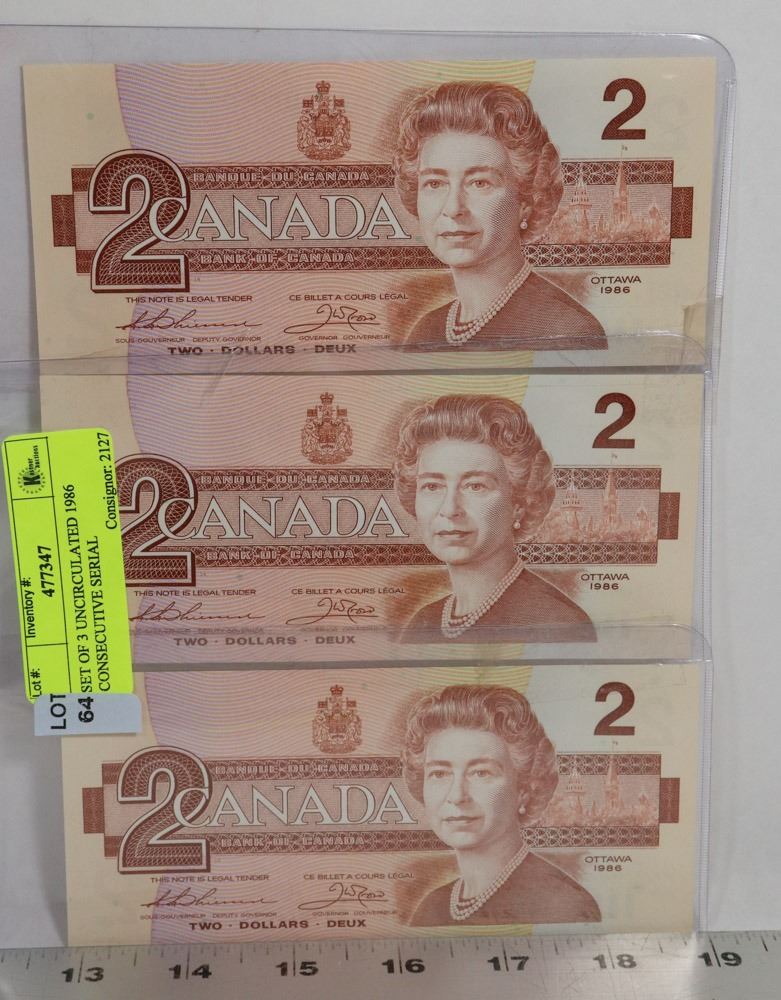 2
BANQUE·DU·CANADA
2 CANADA
BANK·OF·CANADA
OTTAWA
1986
THIS NOTE IS LEGAL TENDER
CE BILLET A COURS LÉGAL
SOUS-GOUVERNEUR DEPUTY GOVERNOR
GOVERNOR GOUVERNEUR
TWO · DOLLARS · DEUX
2
BANQUE·DU·CANADA
2 CANADA
BANK·OF·CANADA
OTTAWA
1986
THIS NOTE IS LEGAL TENDER
CE BILLET A COURS LÉGAL
TWO · DOLLARS · DEUX
Lot #:
Inventory #:
477347
SET OF 3 UNCIRCULATED 1986
CONSECUTIVE SERIAL
Consignor: 2127
LOT
64
2
BANQUE·DU·CANADA
2 CANADA
BANK·OF·CANADA
OTTAWA
1986
THIS NOTE IS LEGAL TENDER
CE BILLET A COURS LÉGAL
SOUS-GOUVERNEUR DEPUTY GOVERNOR
GOVERNOR GOUVERNEUR
TWO · DOLLARS · DEUX
13 14 15 16 17 18 19